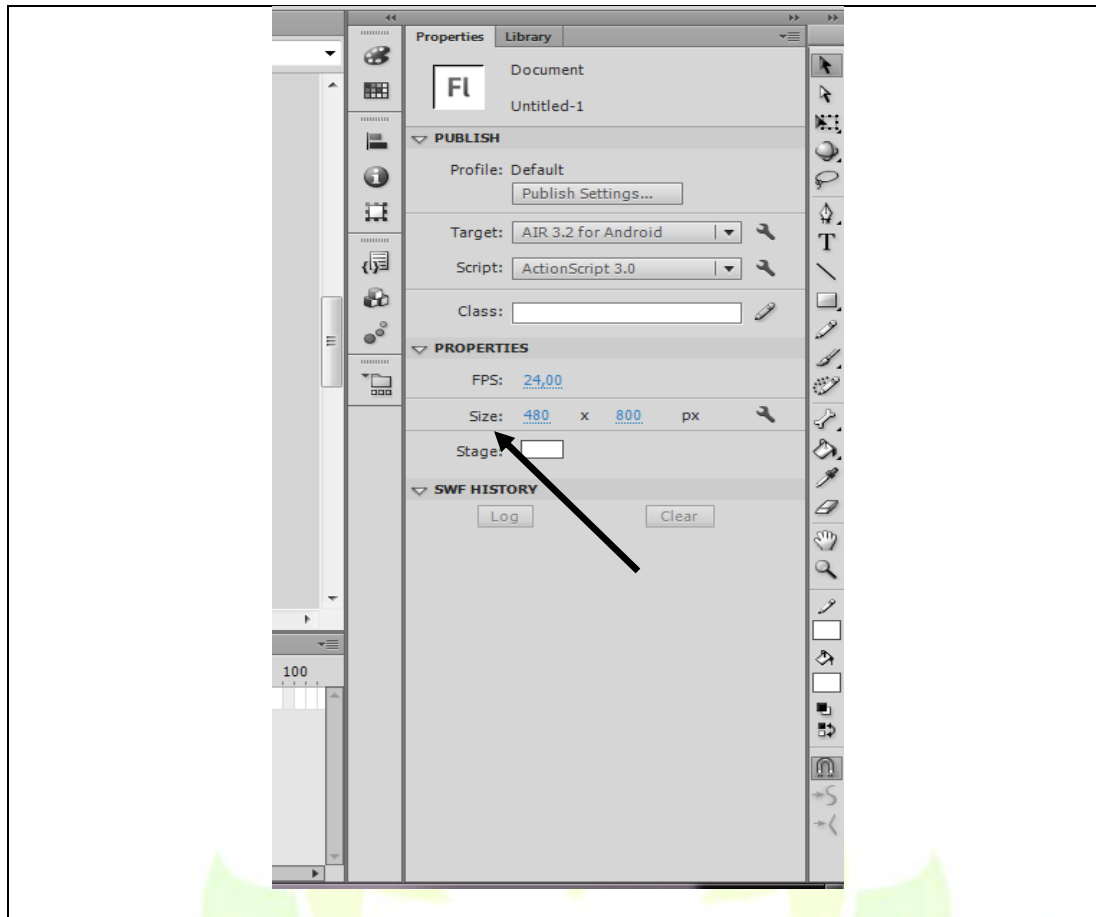 Properties Library
Fl
Document
Untitled-1
PUBLISH
Profile: Default
Publish Settings...
Target: AIR 3.2 for Android
Script: ActionScript 3.0
Class:
PROPERTIES
FPS: 24,00
Size: 480 x 800 px
Stage:
SWF HISTORY
Log Clear
100
T